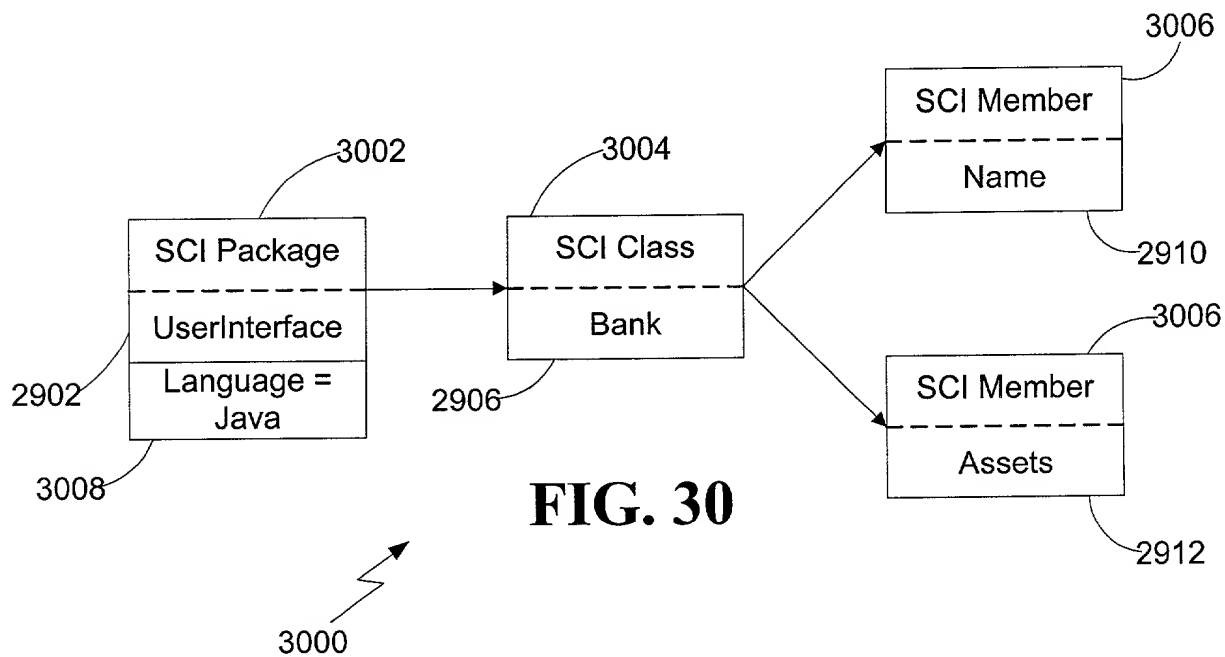 3006
SCI Member
Name
2910
3002
SCI Package
UserInterface
Language =
Java
2902
3008
3004
SCI Class
Bank
2906
3006
SCI Member
Assets
2912
FIG. 30
3000